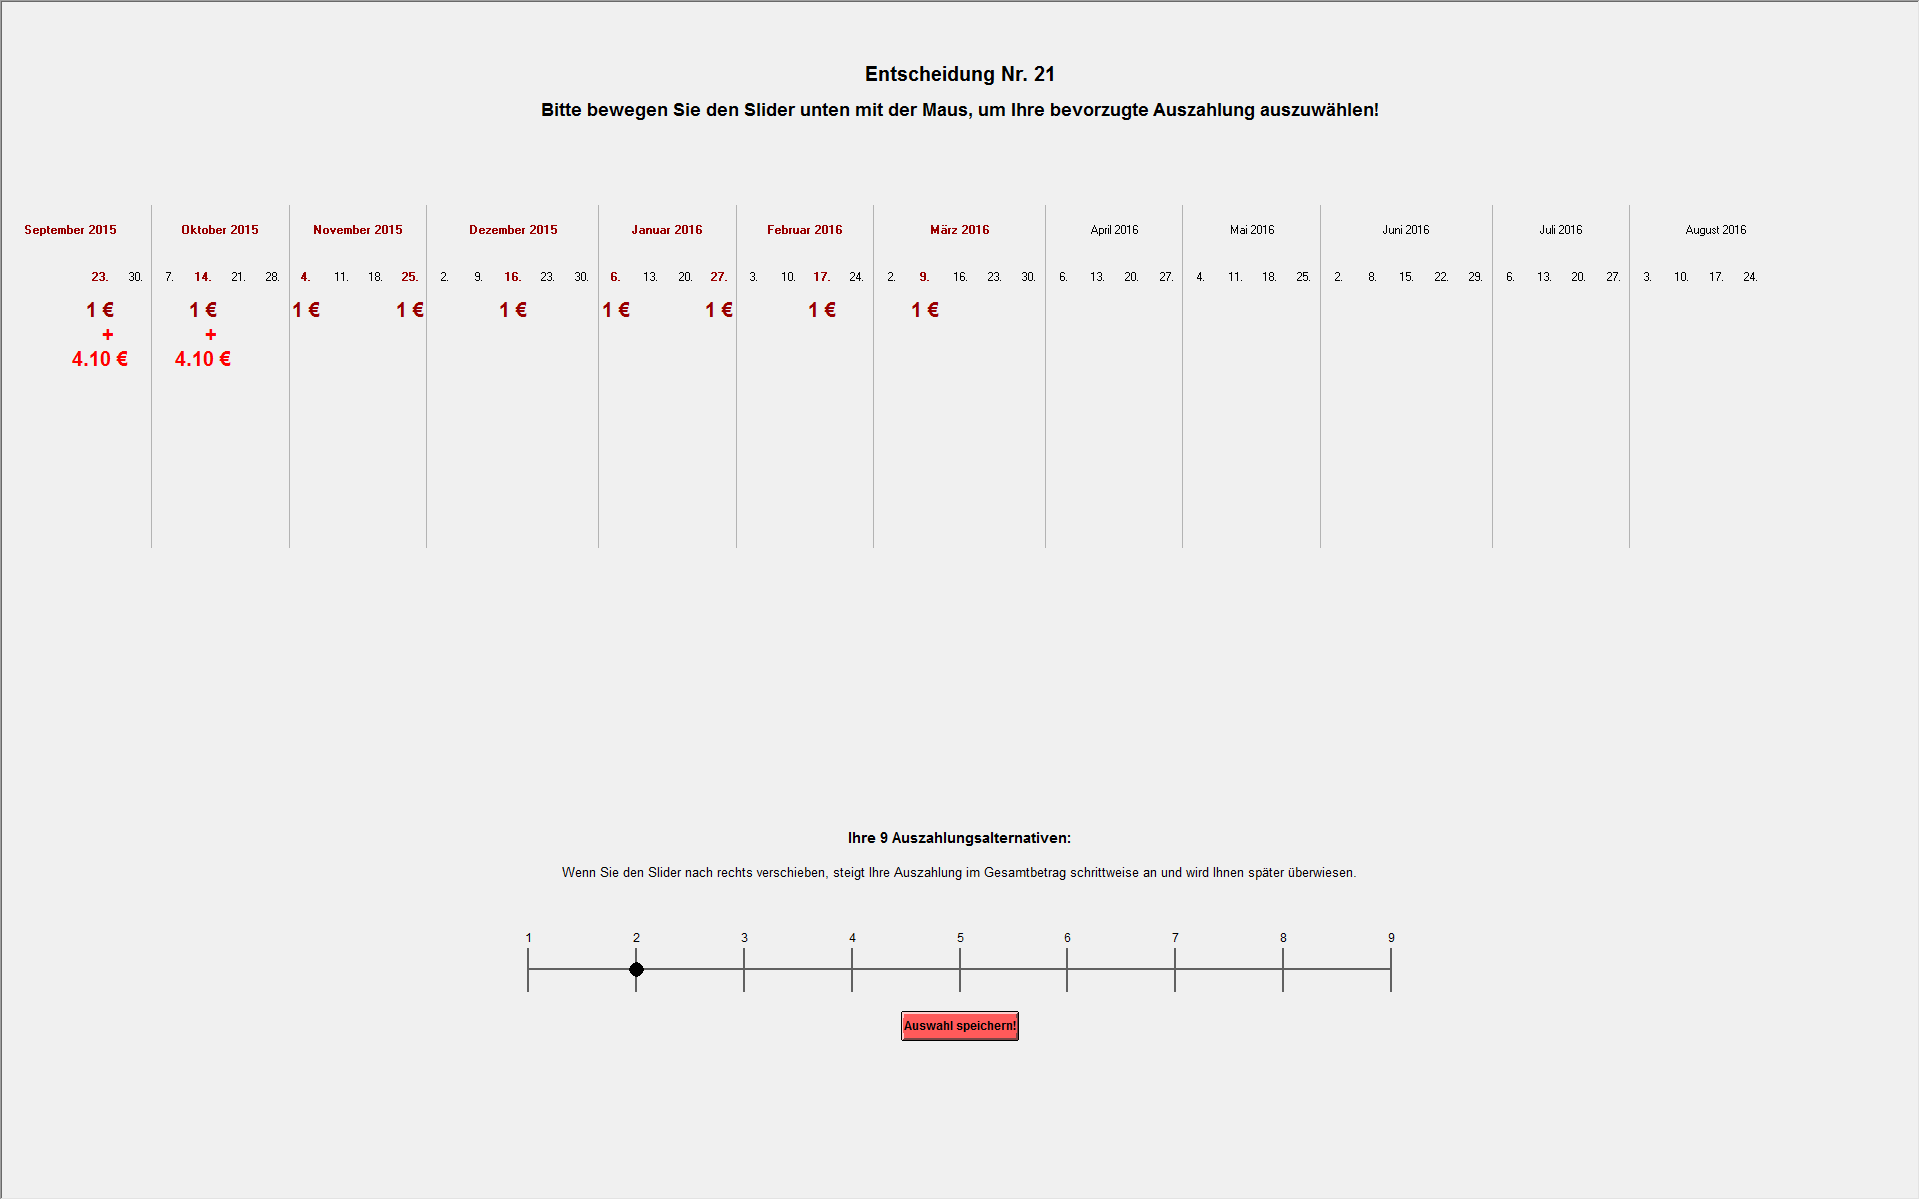 Entscheidung Nr. 21
Bitte bewegen Sie den Slider unten mit der Maus, um Ihre bevorzugte Auszahlung auszuwählen!
September 2015 Oktober 2015 November 2015 Dezember 2015 Januar 2016 Februar 2016 März 2016 April 2016 Mai 2016 Juni 2016 Juli 2016 August 2016
23. 30. 7. 14. 21. 28. 4. 11. 18. 25. 2. 9. 16. 23. 30. 6. 13. 20. 27. 3. 10. 17. 24. 2. 9. 16. 23. 30. 6. 13. 20. 27. 4. 11. 18. 25. 2. 8. 15. 22. 29. 6. 13. 20. 27. 3. 10. 17. 24.
1 € 1 € 1 € 1 € 1 € 1 € 1 € 1 € 1 €
+ +
4.10 € 4.10 €
Ihre 9 Auszahlungsalternativen:
Wenn Sie den Slider nach rechts verschieben, steigt Ihre Auszahlung im Gesamtbetrag schrittweise an und wird Ihnen später überwiesen.
1 2 3 4 5 6 7 8 9
Auswahl speichern!